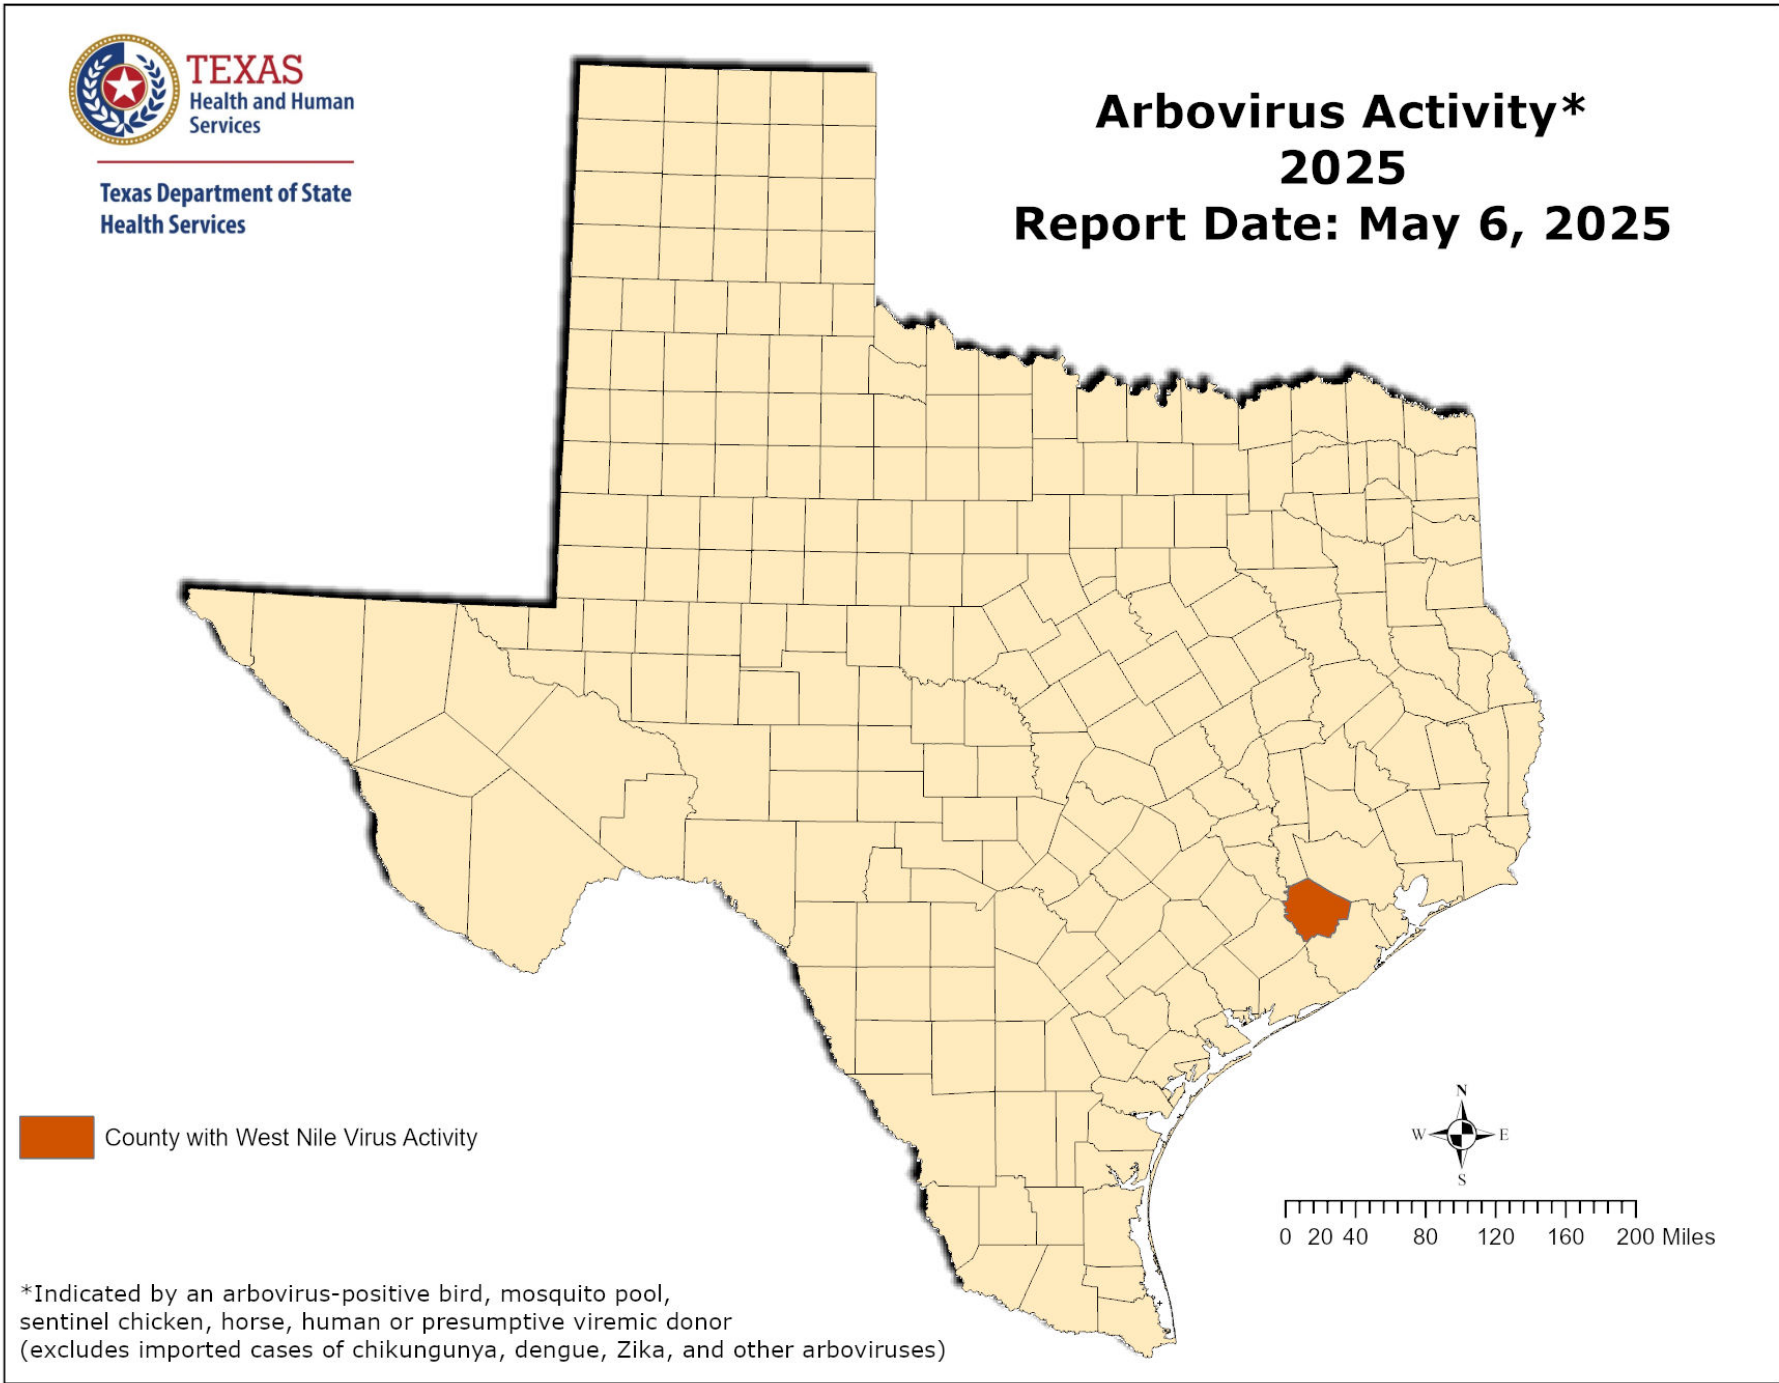 TEXAS
Health and Human
Services
Texas Department of State
Health Services
Arbovirus Activity*
2025
Report Date: May 6, 2025
County with West Nile Virus Activity
N
W E
S
0 20 40 80 120 160 200 Miles
*Indicated by an arbovirus-positive bird, mosquito pool,
sentinel chicken, horse, human or presumptive viremic donor
(excludes imported cases of chikungunya, dengue, Zika, and other arboviruses)